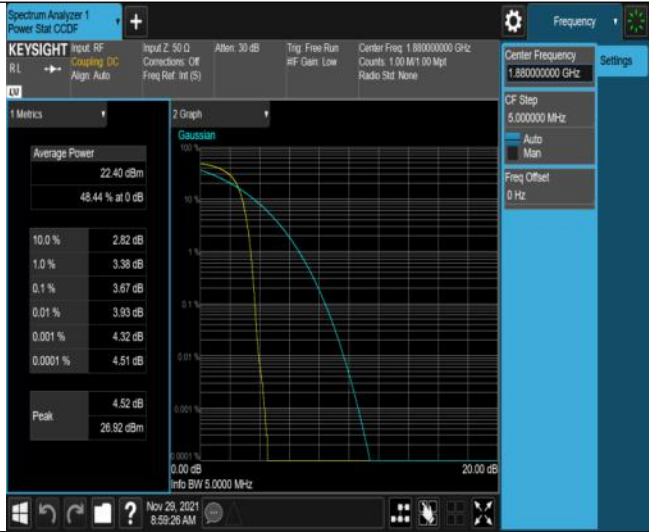 Spectrum Analyzer 1
Power Stat CCDF
Frequency
KEYSIGHT
RL
LV
Input: RF
Coupling: DC
Align: Auto
Input Z: 50 Ω
Corrections: Off
Freq Ref: Int (S)
Atten: 30 dB
Trig: Free Run
#IF Gain: Low
Center Freq: 1.880000000 GHz
Counts: 1.00 M/1.00 Mpt
Radio Std: None
Center Frequency
1.880000000 GHz
Settings
CF Step
5.000000 MHz
Auto
Man
Freq Offset
0 Hz
1 Metrics
Average Power
22.40 dBm
48.44 % at 0 dB
10.0 % 2.82 dB
1.0 % 3.38 dB
0.1 % 3.67 dB
0.01 % 3.93 dB
0.001 % 4.32 dB
0.0001 % 4.51 dB
Peak
4.52 dB
26.92 dBm
2 Graph
Gaussian
100 %
10 %
1 %
0.1 %
0.01 %
0.001 %
0.0001 %
0.00 dB 20.00 dB
Info BW 5.0000 MHz
?
Nov 29, 2021
8:59:26 AM